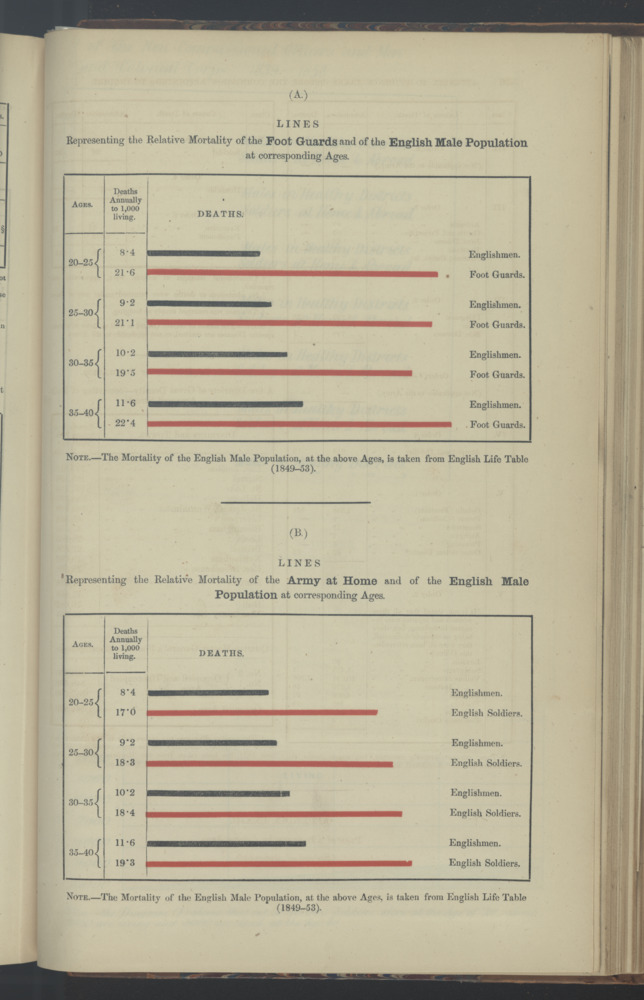 (A.)
LINES
Representing the Relative Mortality of the Foot Guards and of the English Male Population
at corresponding Ages.
AGES.
Deaths
Annually
to 1,000
living.
DEATHS.
20–25
8·4 Englishmen.
21·6 Foot Guards.
25–30
9·2 Englishmen.
21·1 Foot Guards.
30–35
10·2 Englishmen.
19·5 Foot Guards.
35–40
11·6 Englishmen.
22·4 Foot Guards.
NOTE.—The Mortality of the English Male Population, at the above Ages, is taken from English Life Table
(1849–53).
(B.)
LINES
Representing the Relative Mortality of the Army at Home and of the English Male
Population at corresponding Ages.
AGES.
Deaths
Annually
to 1,000
living.
DEATHS.
20–25
8·4 Englishmen.
17·0 English Soldiers.
25–30
9·2 Englishmen.
18·3 English Soldiers.
30–35
10·2 Englishmen.
18·4 English Soldiers.
35–40
11·6 Englishmen.
19·3 English Soldiers.
NOTE.—The Mortality of the English Male Population, at the above Ages, is taken from English Life Table
(1849–53).